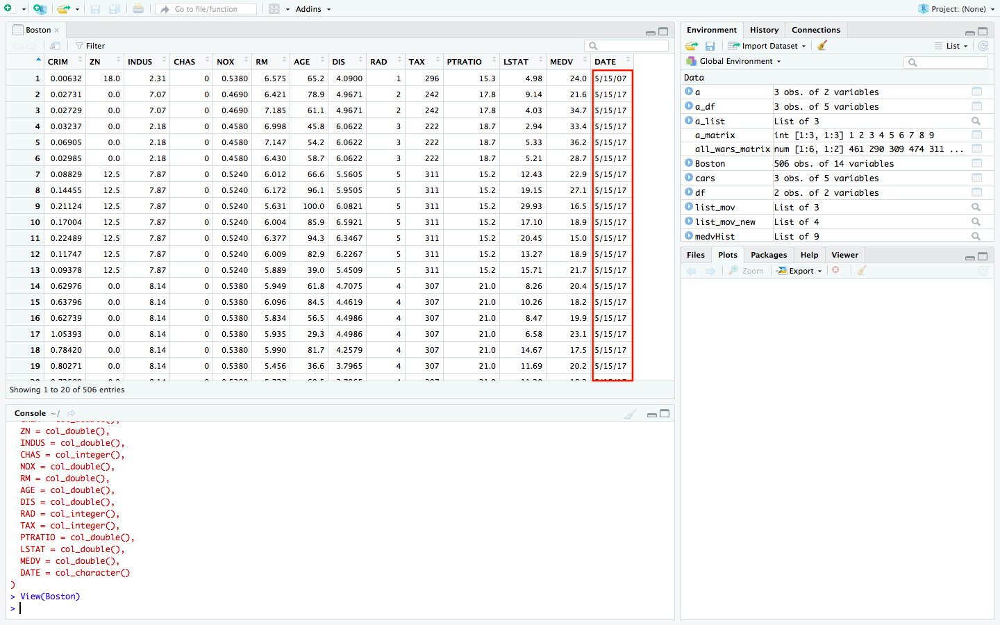 Go to file/function
Addins
Project: (None)
Boston
Filter
CRIM ZN INDUS CHAS NOX RM AGE DIS RAD TAX PTRATIO LSTAT MEDV DATE
1 0.00632 18.0 2.31 0 0.5380 6.575 65.2 4.0900 1 296 15.3 4.98 24.0 5/15/07
2 0.02731 0.0 7.07 0 0.4690 6.421 78.9 4.9671 2 242 17.8 9.14 21.6 5/15/17
3 0.02729 0.0 7.07 0 0.4690 7.185 61.1 4.9671 2 242 17.8 4.03 34.7 5/15/17
4 0.03237 0.0 2.18 0 0.4580 6.998 45.8 6.0622 3 222 18.7 2.94 33.4 5/15/17
5 0.06905 0.0 2.18 0 0.4580 7.147 54.2 6.0622 3 222 18.7 5.33 36.2 5/15/17
6 0.02985 0.0 2.18 0 0.4580 6.430 58.7 6.0622 3 222 18.7 5.21 28.7 5/15/17
7 0.08829 12.5 7.87 0 0.5240 6.012 66.6 5.5605 5 311 15.2 12.43 22.9 5/15/17
8 0.14455 12.5 7.87 0 0.5240 6.172 96.1 5.9505 5 311 15.2 19.15 27.1 5/15/17
9 0.21124 12.5 7.87 0 0.5240 5.631 100.0 6.0821 5 311 15.2 29.93 16.5 5/15/17
10 0.17004 12.5 7.87 0 0.5240 6.004 85.9 6.5921 5 311 15.2 17.10 18.9 5/15/17
11 0.22489 12.5 7.87 0 0.5240 6.377 94.3 6.3467 5 311 15.2 20.45 15.0 5/15/17
12 0.11747 12.5 7.87 0 0.5240 6.009 82.9 6.2267 5 311 15.2 13.27 18.9 5/15/17
13 0.09378 12.5 7.87 0 0.5240 5.889 39.0 5.4509 5 311 15.2 15.71 21.7 5/15/17
14 0.62976 0.0 8.14 0 0.5380 5.949 61.8 4.7075 4 307 21.0 8.26 20.4 5/15/17
15 0.63796 0.0 8.14 0 0.5380 6.096 84.5 4.4619 4 307 21.0 10.26 18.2 5/15/17
16 0.62739 0.0 8.14 0 0.5380 5.834 56.5 4.4986 4 307 21.0 8.47 19.9 5/15/17
17 1.05393 0.0 8.14 0 0.5380 5.935 29.3 4.4986 4 307 21.0 6.58 23.1 5/15/17
18 0.78420 0.0 8.14 0 0.5380 5.990 81.7 4.2579 4 307 21.0 14.67 17.5 5/15/17
19 0.80271 0.0 8.14 0 0.5380 5.456 36.6 3.7965 4 307 21.0 11.69 20.2 5/15/17
Showing 1 to 20 of 506 entries
Console ~/
ZN = col_double(),
INDUS = col_double(),
CHAS = col_integer(),
NOX = col_double(),
RM = col_double(),
AGE = col_double(),
DIS = col_double(),
RAD = col_integer(),
TAX = col_integer(),
PTRATIO = col_double(),
LSTAT = col_double(),
MEDV = col_double(),
DATE = col_character()
)
> View(Boston)
>
Environment History Connections
Import Dataset List
Global Environment
Data
a 3 obs. of 2 variables
a_df 3 obs. of 5 variables
a_list List of 3
a_matrix int [1:3, 1:3] 1 2 3 4 5 6 7 8 9
all_wars_matrix num [1:6, 1:2] 461 290 309 474 311 ...
Boston 506 obs. of 14 variables
cars 3 obs. of 5 variables
df 2 obs. of 2 variables
list_mov List of 3
list_mov_new List of 4
medvHist List of 9
Files Plots Packages Help Viewer
Zoom Export